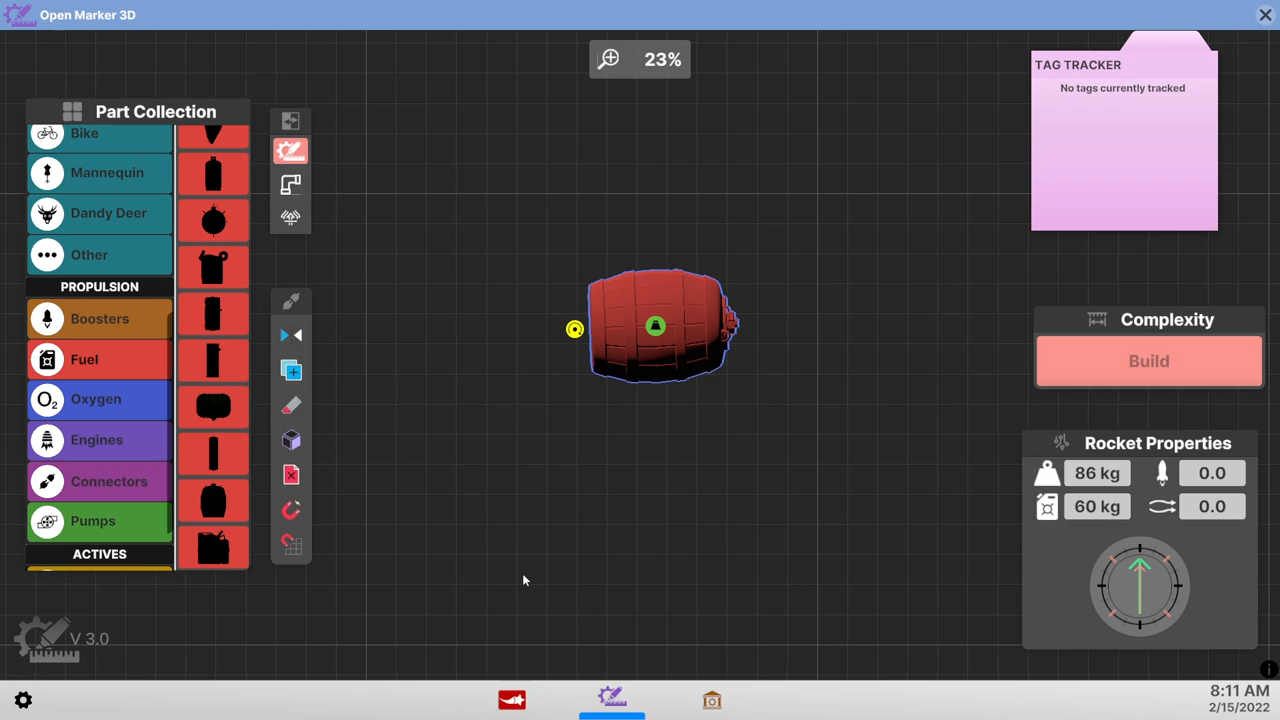 Open Marker 3D
23%
TAG TRACKER
No tags currently tracked
Part Collection
Bike
Mannequin
Dandy Deer
Other
PROPULSION
Boosters
Fuel
O2 Oxygen
Engines
Connectors
Pumps
ACTIVES
Complexity
Build
Rocket Properties
86 kg 0.0
60 kg 0.0
V 3.0
8:11 AM
2/15/2022